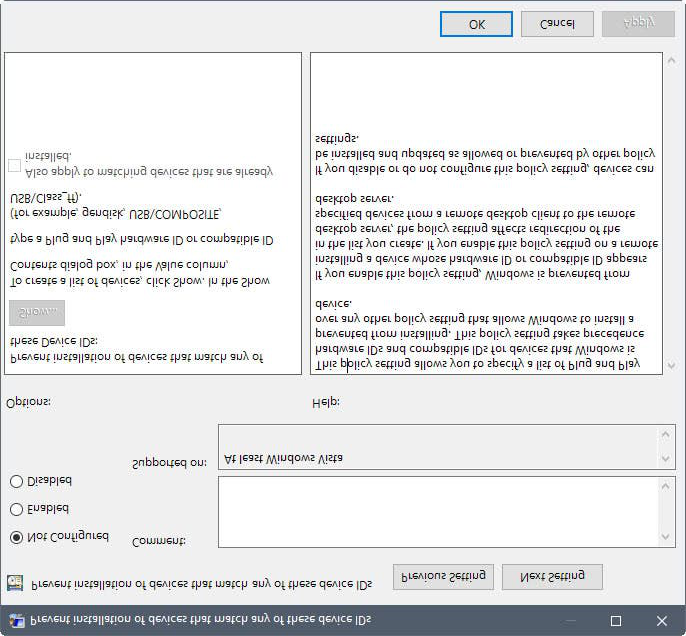 Prevent installation of devices that match any of these device IDs
Prevent installation of devices that match any of these device IDs
Previous Setting
Next Setting
Not Configured
Enabled
Disabled
Comment:
Supported on:
At least Windows Vista
Options:
Help:
Prevent installation of devices that match any of
these Device IDs:
Show...
To create a list of devices, click Show. In the Show
Contents dialog box, in the Value column,
type a Plug and Play hardware ID or compatible ID
(for example, gendisk, USB\COMPOSITE,
USB\Class_ff).
Also apply to matching devices that are already
installed.
This policy setting allows you to specify a list of Plug and Play
hardware IDs and compatible IDs for devices that Windows is
prevented from installing. This policy setting takes precedence
over any other policy setting that allows Windows to install a
device.
If you enable this policy setting, Windows is prevented from
installing a device whose hardware ID or compatible ID appears
in the list you create. If you enable this policy setting on a remote
desktop server, the policy setting affects redirection of the
specified devices from a remote desktop client to the remote
desktop server.
If you disable or do not configure this policy setting, devices can
be installed and updated as allowed or prevented by other policy
settings.
OK
Cancel
Apply